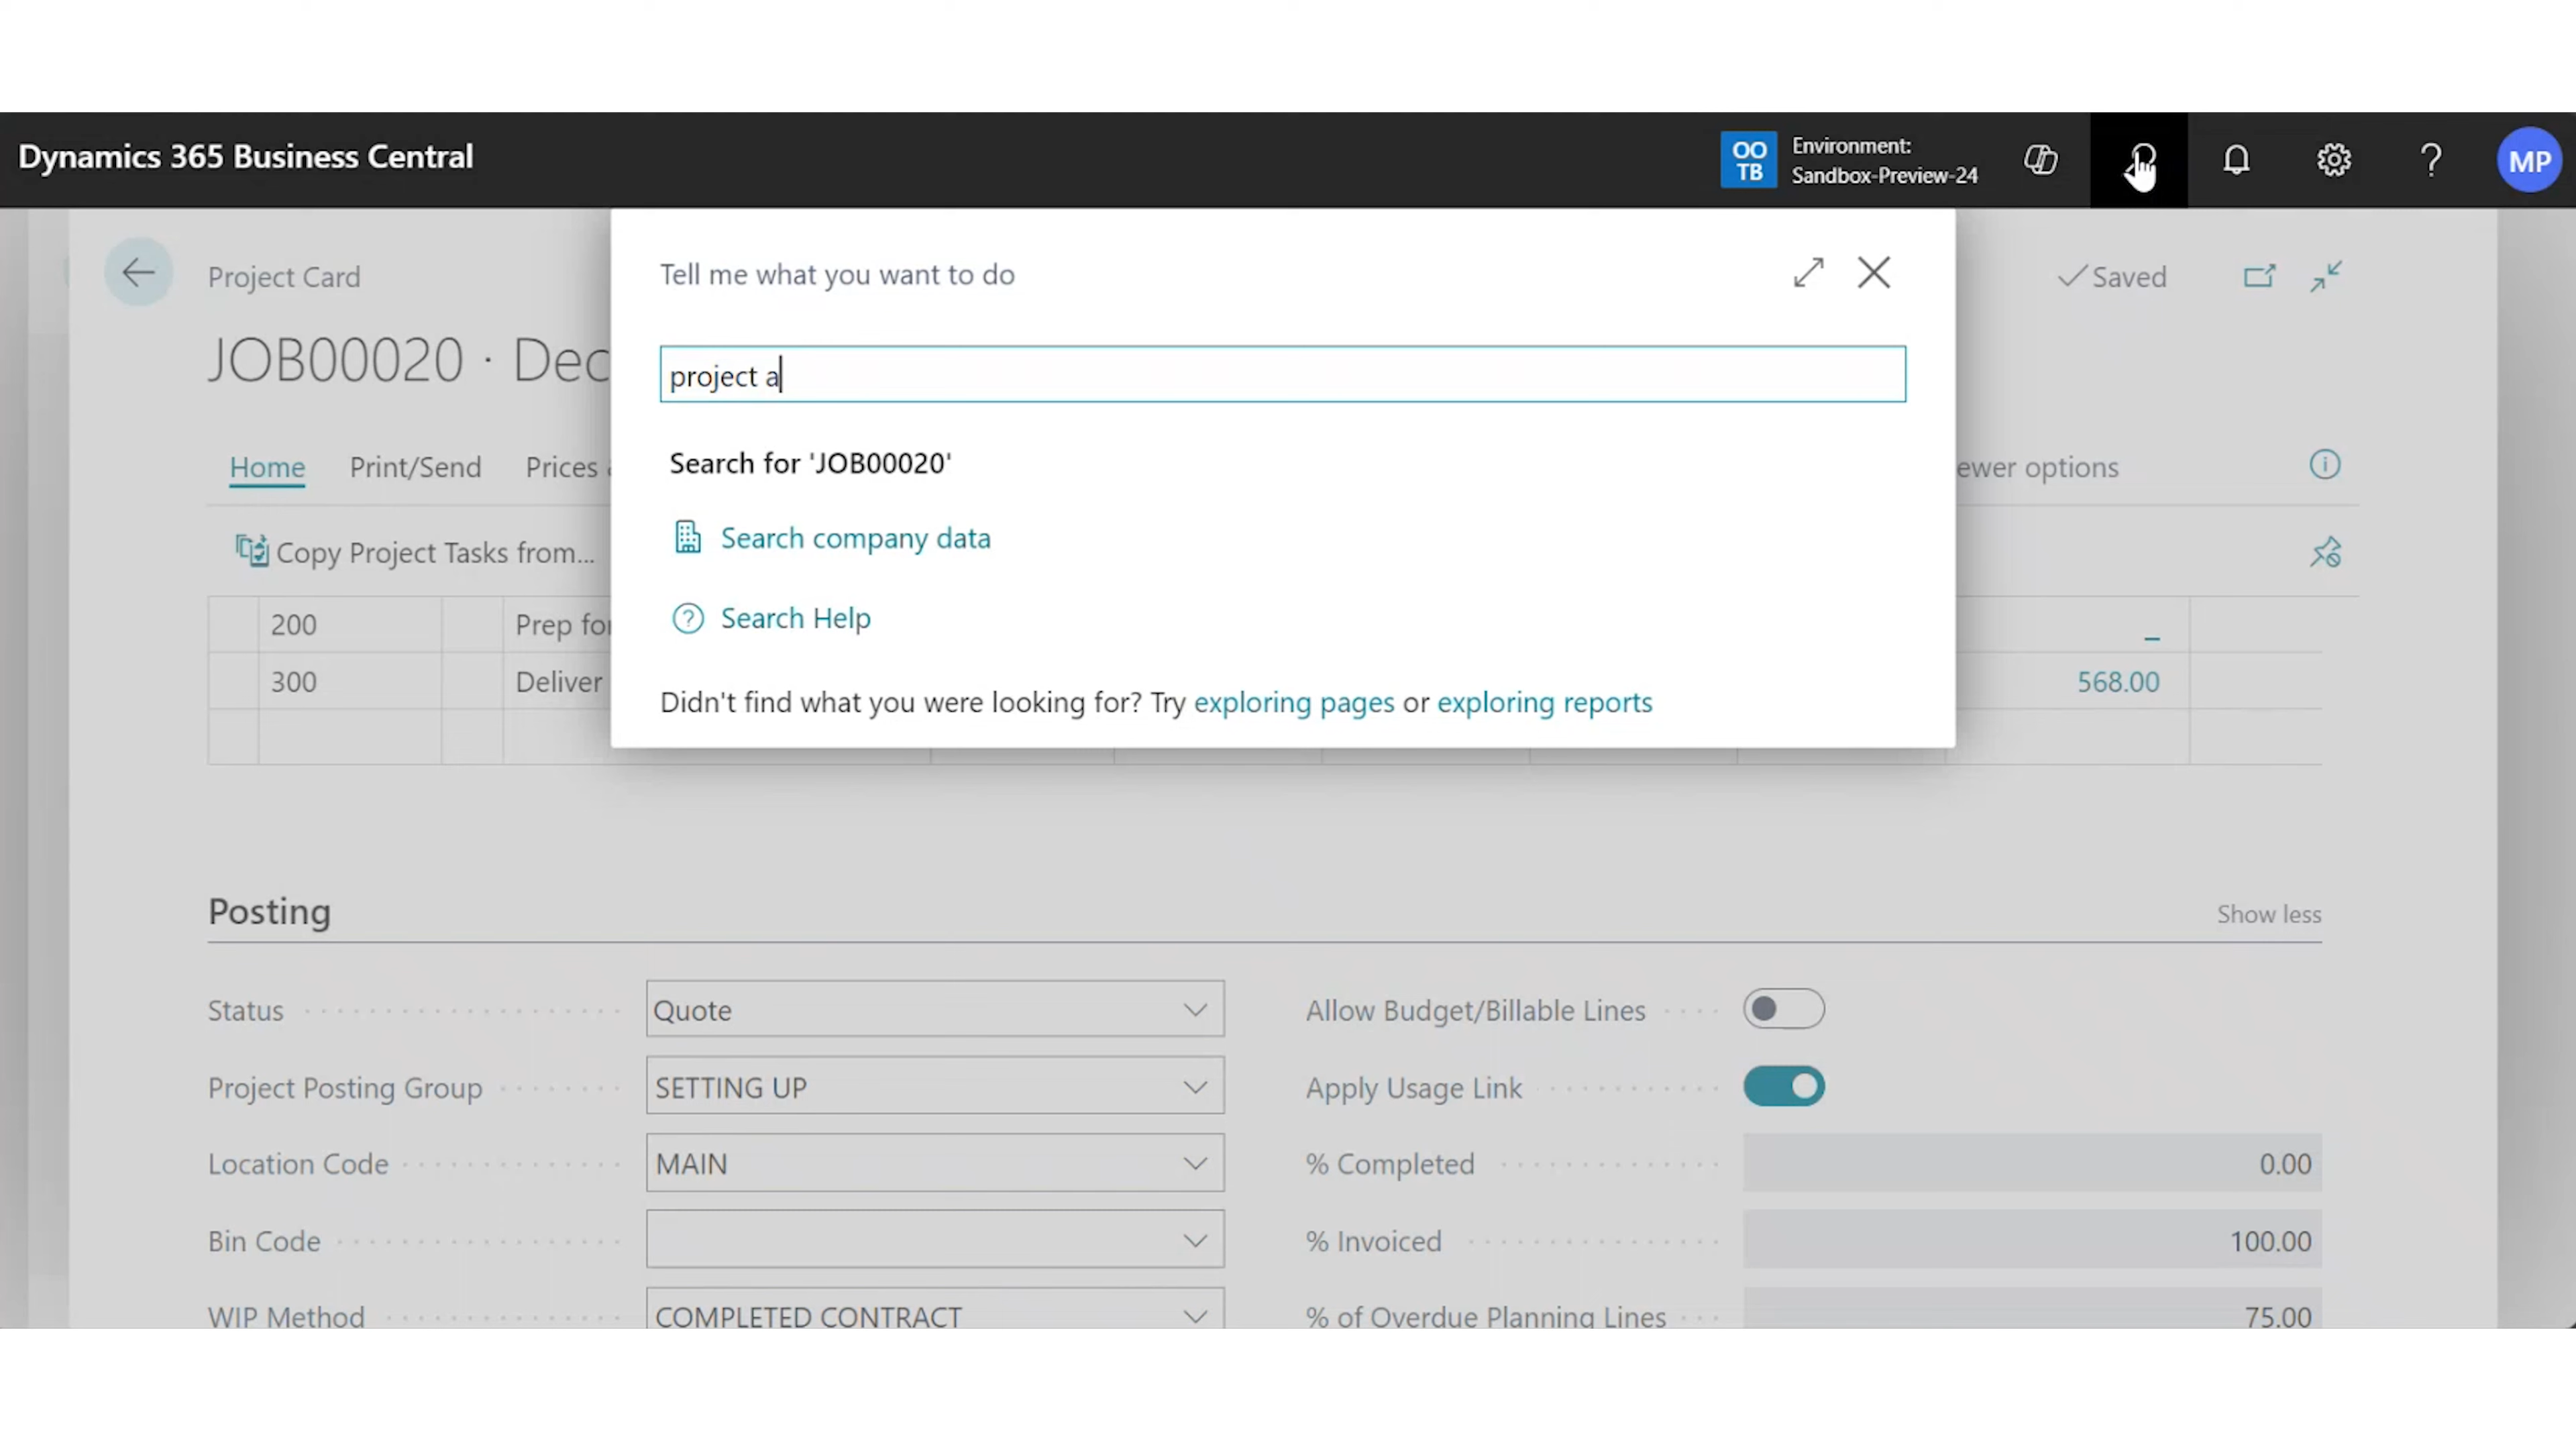 Dynamics 365 Business Central
OO
TB
Environment:
Sandbox-Preview-24
MP
Project Card
Saved
JOB00020 · Dec
Tell me what you want to do
project a
Search for 'JOB00020'
Search company data
Search Help
Didn't find what you were looking for? Try exploring pages or exploring reports
Home Print/Send Prices
ewer options
Copy Project Tasks from...
200 Prep for
300 Deliver 568.00
Posting
Show less
Status Quote
Project Posting Group SETTING UP
Location Code MAIN
Bin Code
WIP Method COMPLETED CONTRACT
Allow Budget/Billable Lines
Apply Usage Link
% Completed 0.00
% Invoiced 100.00
% of Overdue Planning Lines 75.00